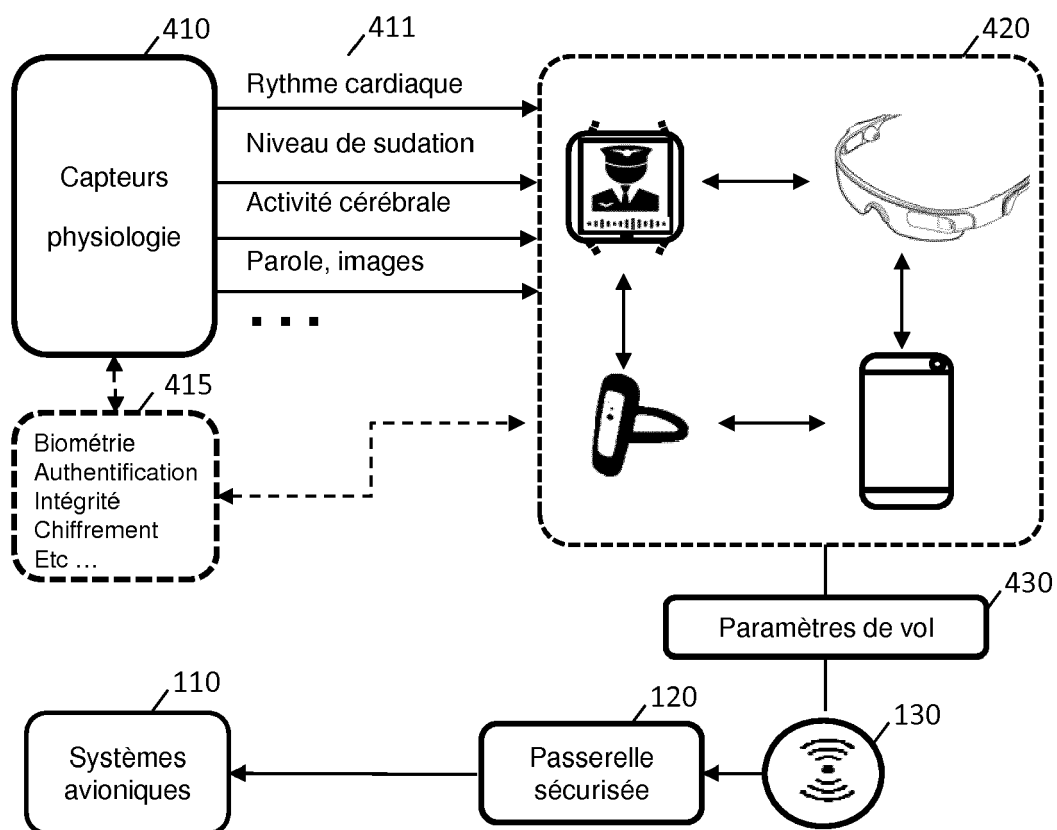 410
411
420
Rythme cardiaque
Niveau de sudation
Capteurs
physiologie
Activité cérébrale
Parole, images
. . .
415
Biométrie
Authentification
Intégrité
Chiffrement
Etc ...
430
Paramètres de vol
110
120
130
Systèmes
avioniques
Passerelle
sécurisée